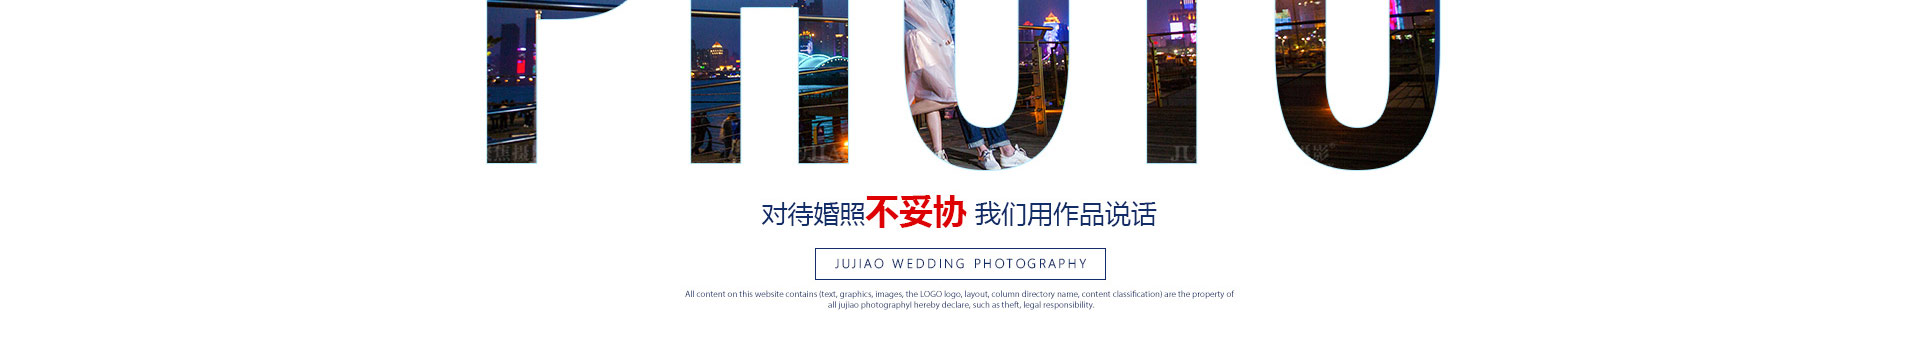 PHOTO
对待婚照不妥协 我们用作品说话
JUJIAO WEDDING PHOTOGRAPHY
All content on this website contains (text, graphics, images, the LOGO logo, layout, column directory name, content classification) are the property of
all jujiao photographyI hereby declare, such as theft, legal responsibility.